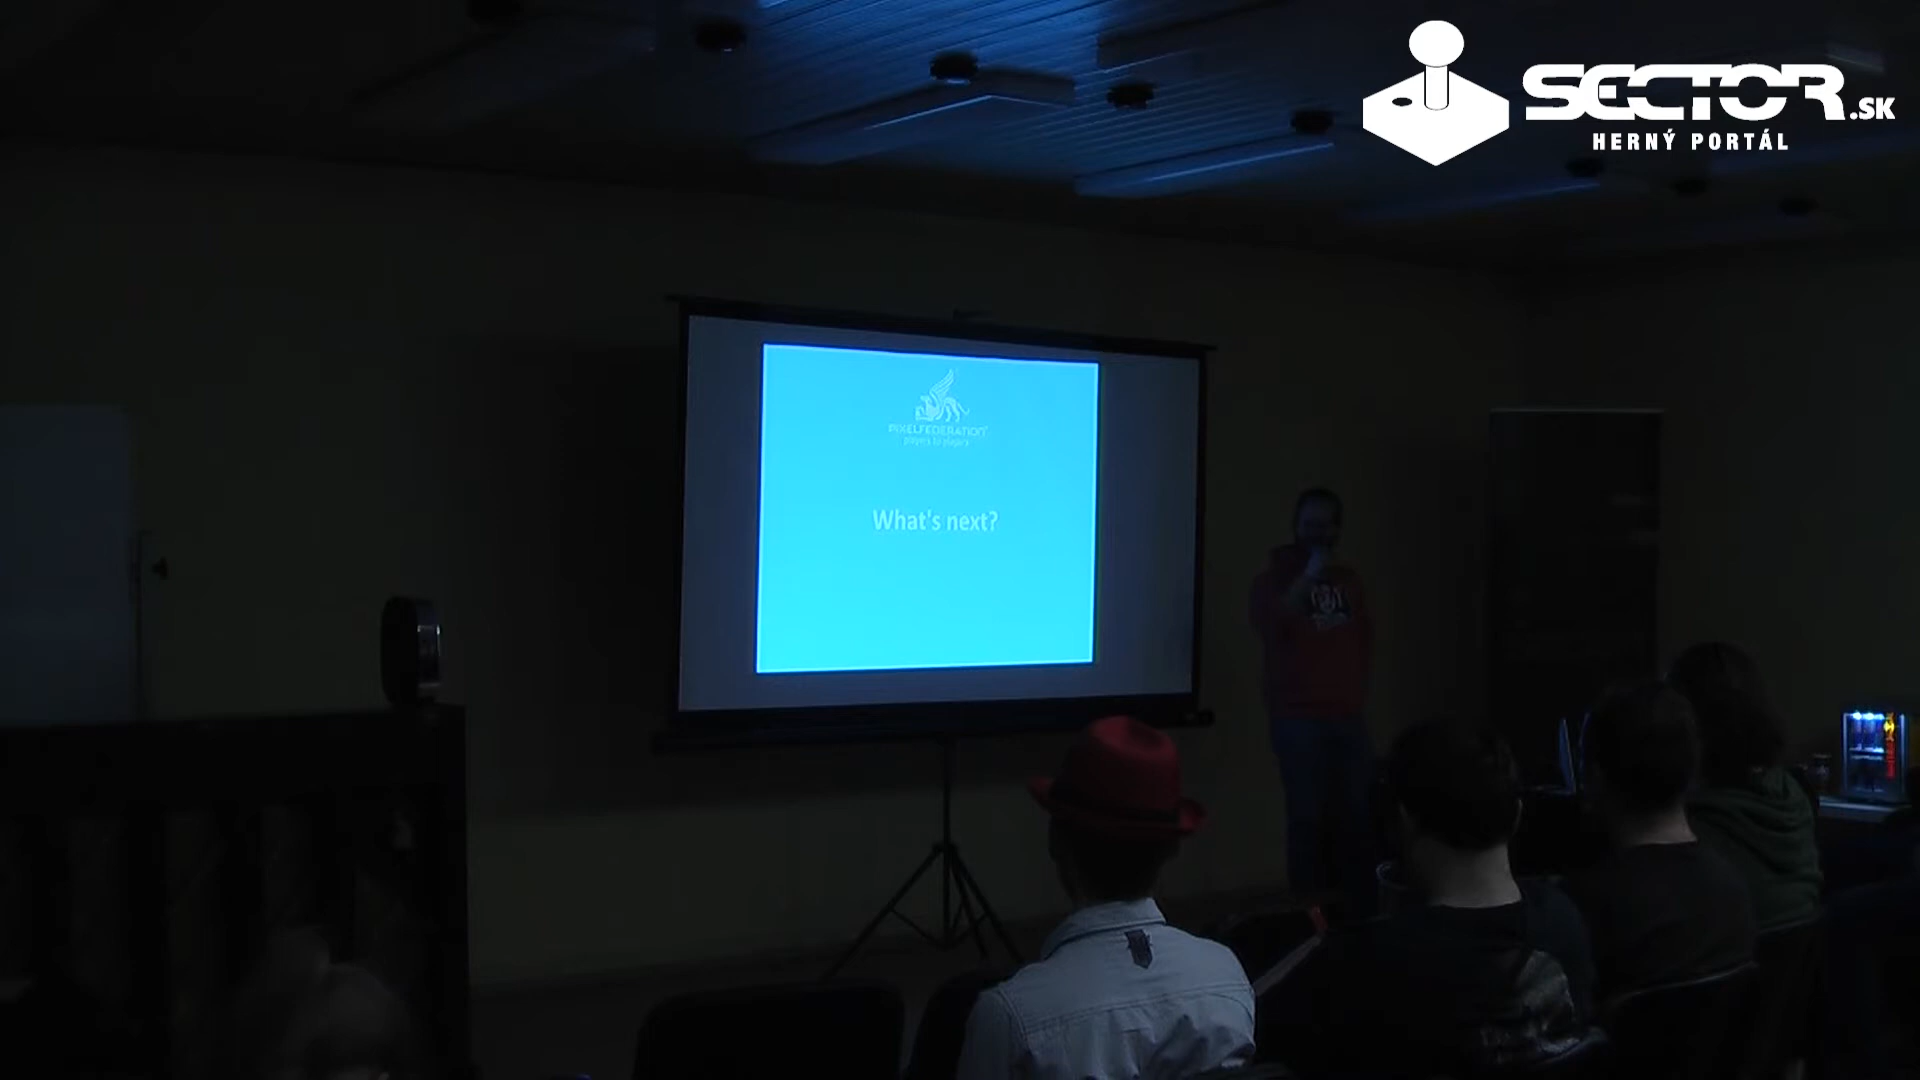 SECTOR.SK
HERNÝ PORTÁL
PIXELFEDERATION
players to players
What's next?